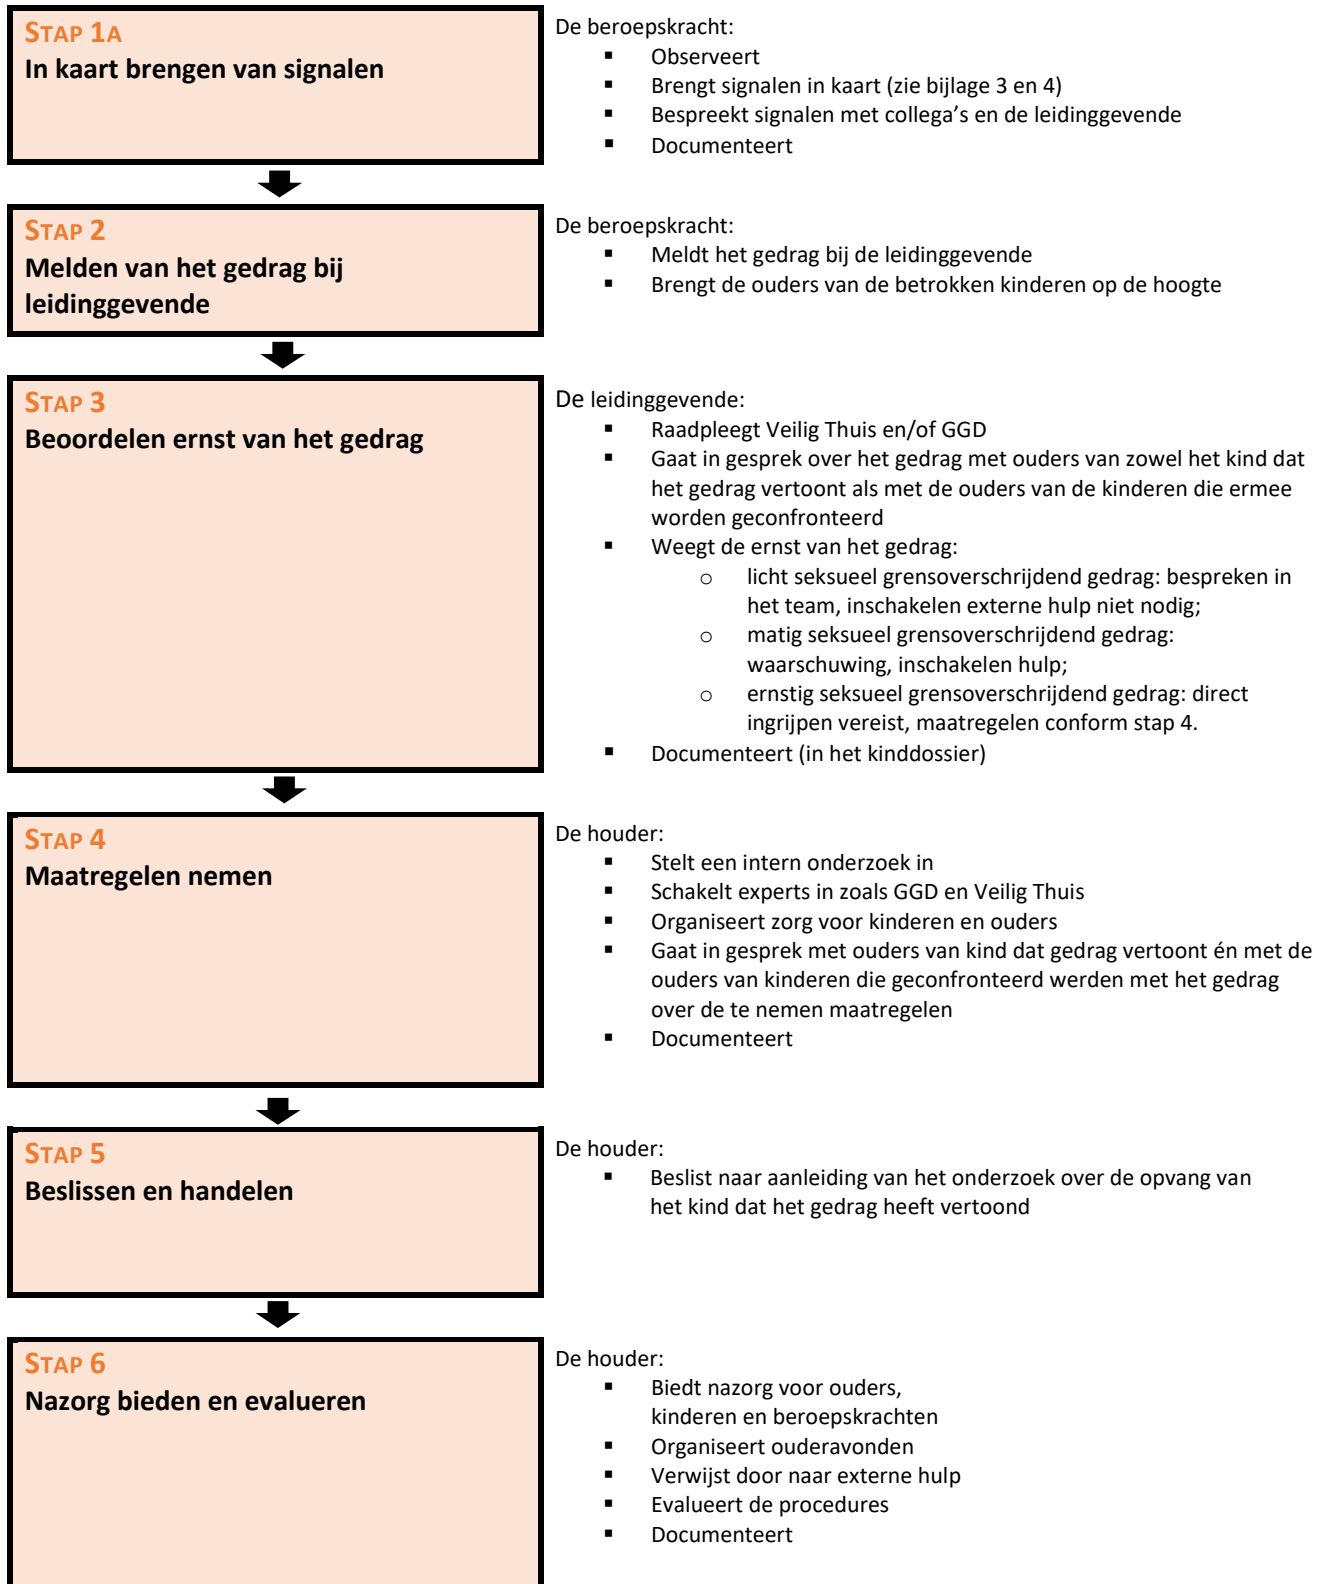 STAP 1A
In kaart brengen van signalen
De beroepskracht:
▪ Observeert
▪ Brengt signalen in kaart (zie bijlage 3 en 4)
▪ Bespreekt signalen met collega’s en de leidinggevende
▪ Documenteert
STAP 2
Melden van het gedrag bij
leidinggevende
De beroepskracht:
▪ Meldt het gedrag bij de leidinggevende
▪ Brengt de ouders van de betrokken kinderen op de hoogte
STAP 3
Beoordelen ernst van het gedrag
De leidinggevende:
▪ Raadpleegt Veilig Thuis en/of GGD
▪ Gaat in gesprek over het gedrag met ouders van zowel het kind dat
het gedrag vertoont als met de ouders van de kinderen die ermee
worden geconfronteerd
▪ Weegt de ernst van het gedrag:
o licht seksueel grensoverschrijdend gedrag: bespreken in
het team, inschakelen externe hulp niet nodig;
o matig seksueel grensoverschrijdend gedrag:
waarschuwing, inschakelen hulp;
o ernstig seksueel grensoverschrijdend gedrag: direct
ingrijpen vereist, maatregelen conform stap 4.
▪ Documenteert (in het kinddossier)
STAP 4
Maatregelen nemen
De houder:
▪ Stelt een intern onderzoek in
▪ Schakelt experts in zoals GGD en Veilig Thuis
▪ Organiseert zorg voor kinderen en ouders
▪ Gaat in gesprek met ouders van kind dat gedrag vertoont én met de
ouders van kinderen die geconfronteerd werden met het gedrag
over de te nemen maatregelen
▪ Documenteert
STAP 5
Beslissen en handelen
De houder:
▪ Beslist naar aanleiding van het onderzoek over de opvang van
het kind dat het gedrag heeft vertoond
STAP 6
Nazorg bieden en evalueren
De houder:
▪ Biedt nazorg voor ouders,
kinderen en beroepskrachten
▪ Organiseert ouderavonden
▪ Verwijst door naar externe hulp
▪ Evalueert de procedures
▪ Documenteert